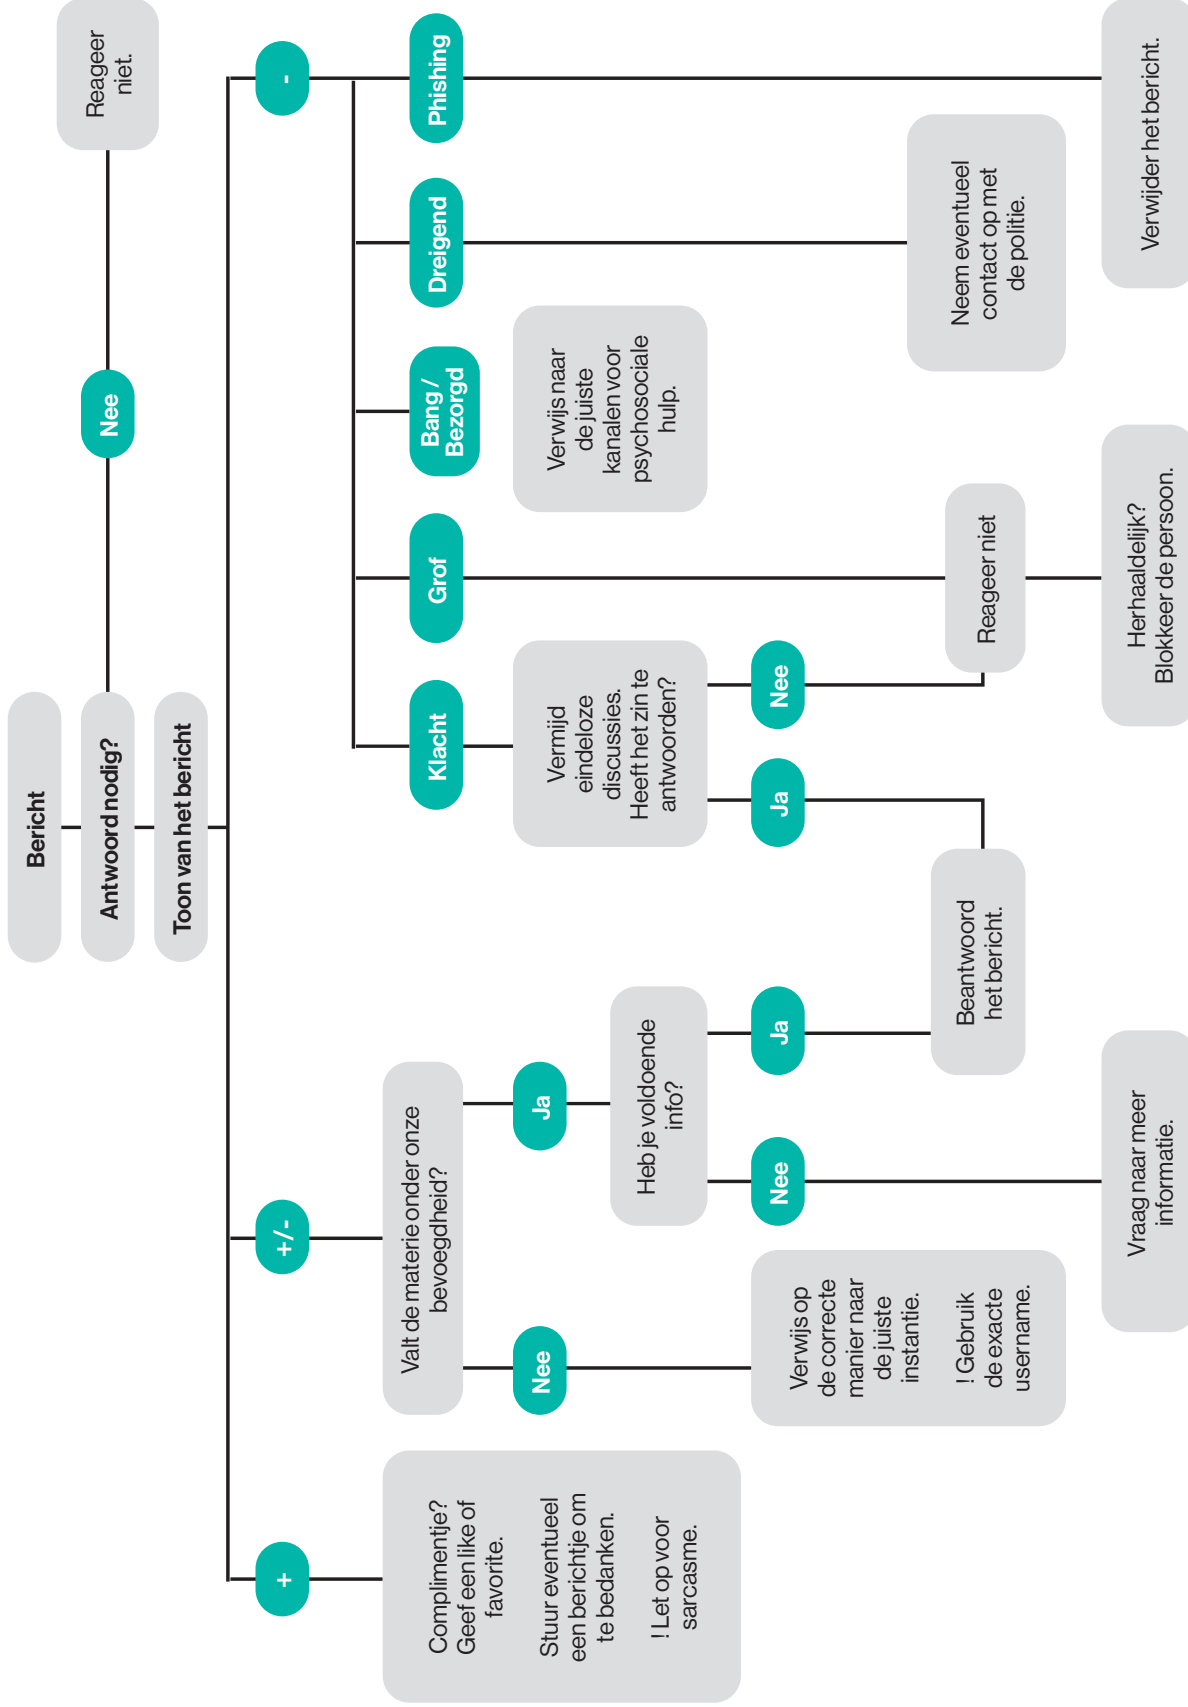 Bericht
Antwoord nodig?
Nee
Reageer
niet.
Toon van het bericht
+
+/-
-
Complimentje?
Geef een like of
favorite.
Stuur eventueel
een berichtje om
te bedanken.
! Let op voor
sarcasme.
Valt de materie onder onze
bevoegdheid?
Nee
Ja
Verwijs op
de correcte
manier naar
de juiste
instantie.
! Gebruik
de exacte
username.
Heb je voldoende
info?
Nee
Ja
Vraag naar meer
informatie.
Beantwoord
het bericht.
Klacht
Grof
Bang /
Bezorgd
Dreigend
Phishing
Vermijd
eindeloze
discussies.
Heeft het zin te
antwoorden?
Ja
Nee
Verwijs naar
de juiste
kanalen voor
psychosociale
hulp.
Reageer niet
Neem eventueel
contact op met
de politie.
Herhaaldelijk?
Blokkeer de persoon.
Verwijder het bericht.